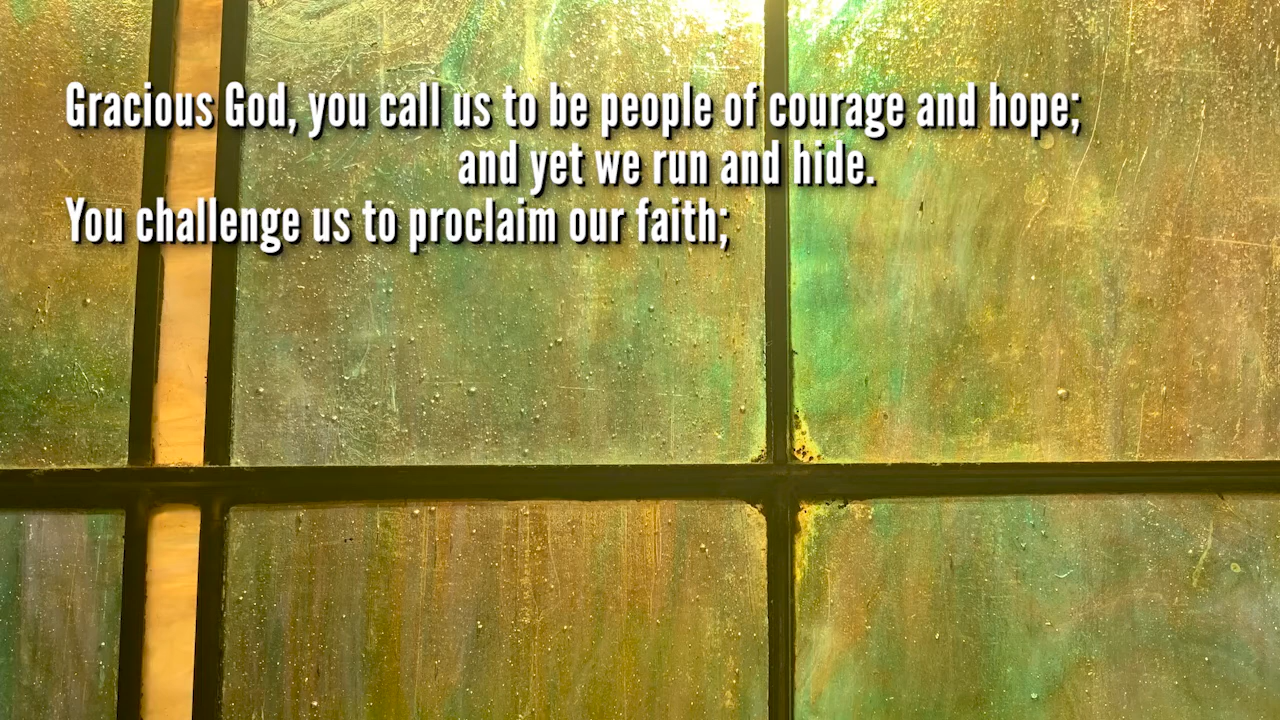 Gracious God, you call us to be people of courage and hope;
and yet we run and hide.
You challenge us to proclaim our faith;